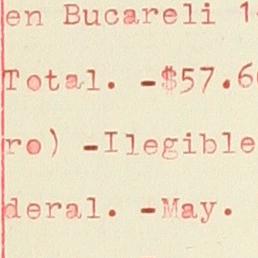 en Bucareli 1
Total. -$57.6
ro) -Ilegible
deral. -May.